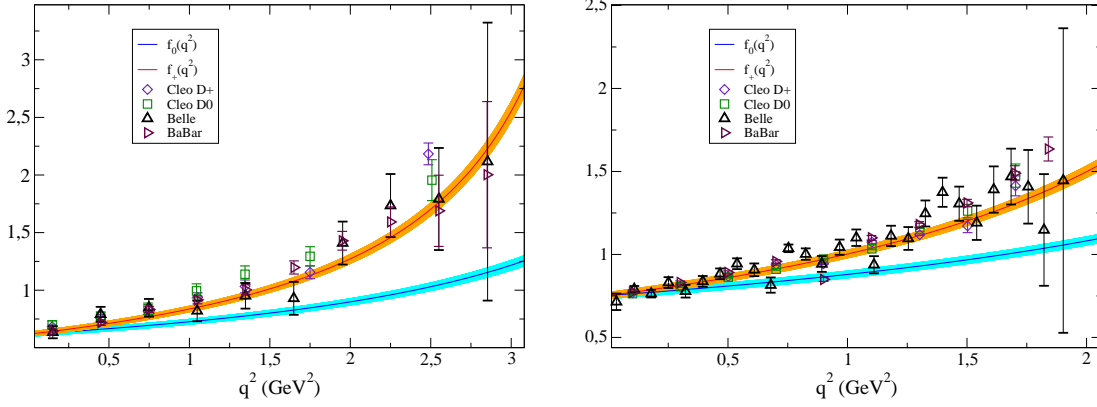 3
2,5
2
1,5
1
f₀(q²)
f₊(q²)
Cleo D+
Cleo D0
Belle
BaBar
0,5 1 1,5 2 2,5 3
q² (GeV²)
2,5
2
1,5
1
0,5
f₀(q²)
f₊(q²)
Cleo D+
Cleo D0
Belle
BaBar
0,5 1 1,5 2
q² (GeV²)